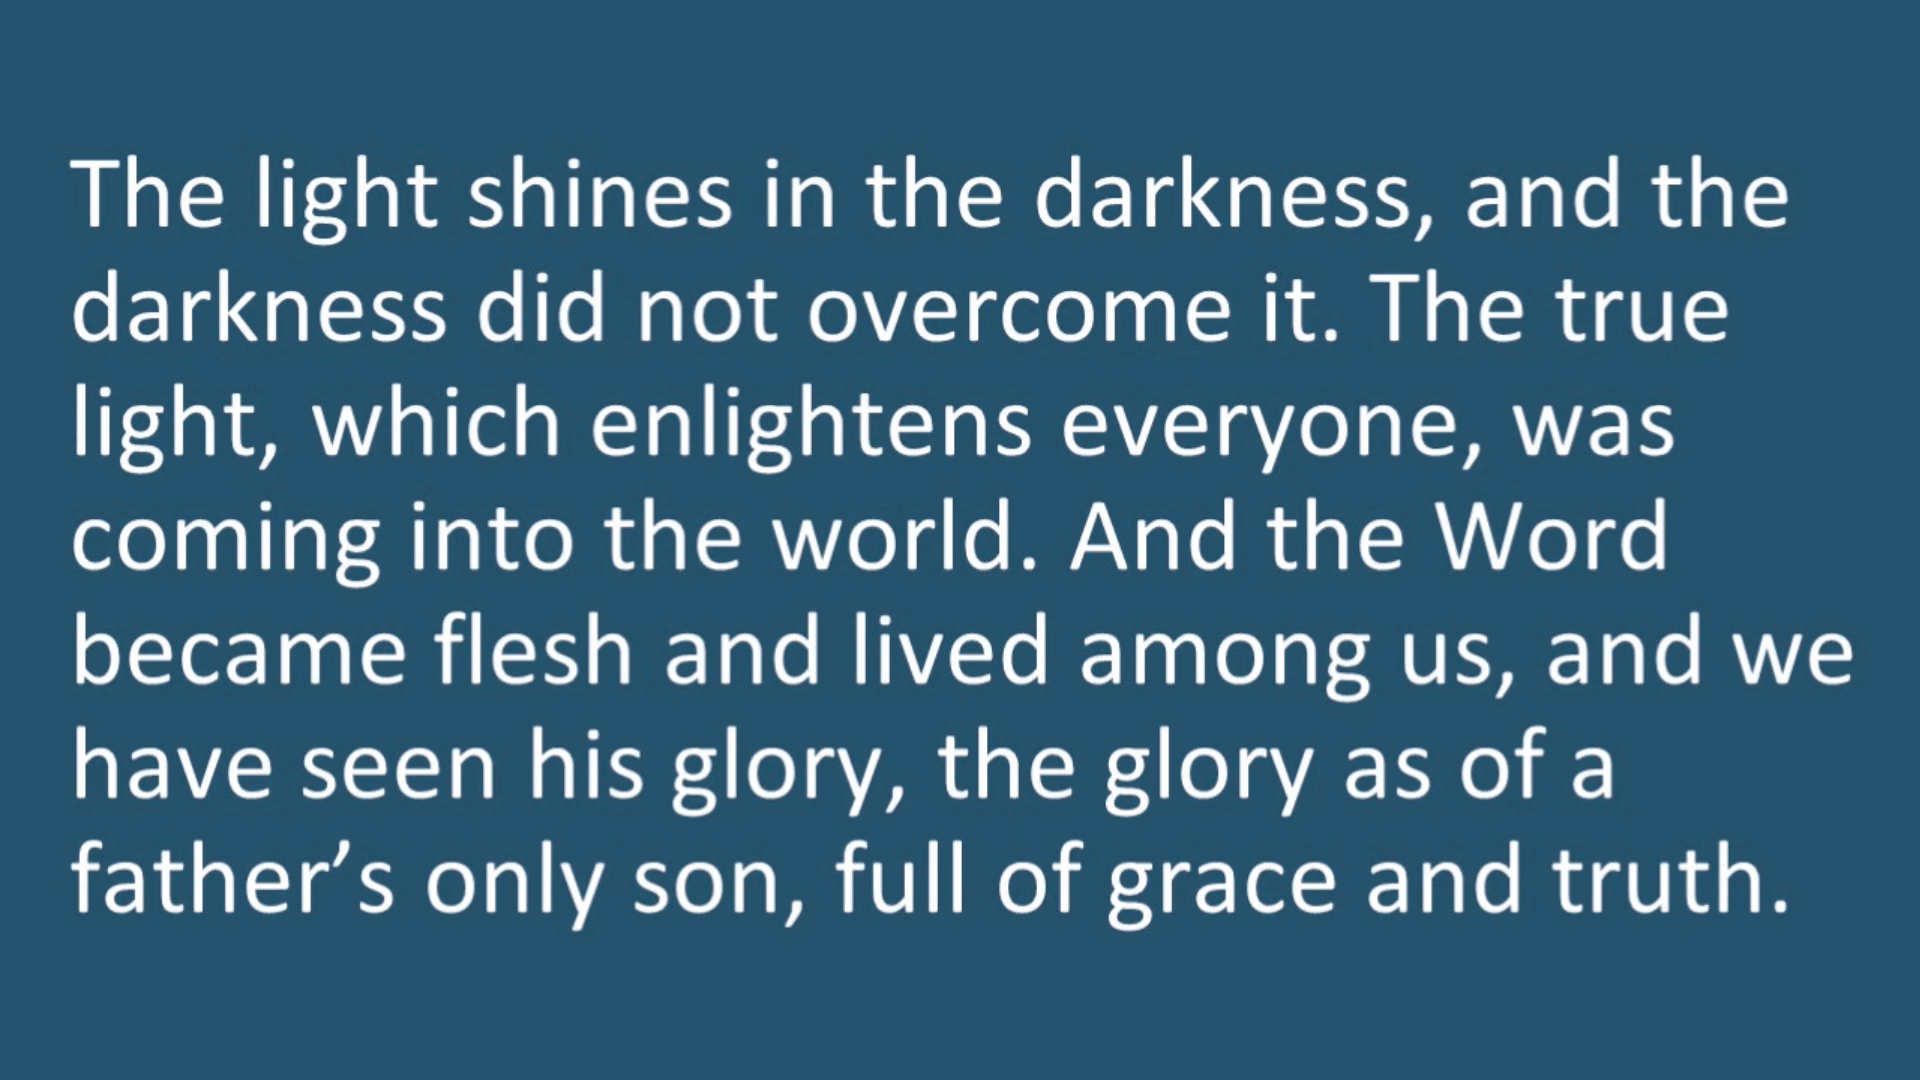 The light shines in the darkness, and the
darkness did not overcome it. The true
light, which enlightens everyone, was
coming into the world. And the Word
became flesh and lived among us, and we
have seen his glory, the glory as of a
father’s only son, full of grace and truth.